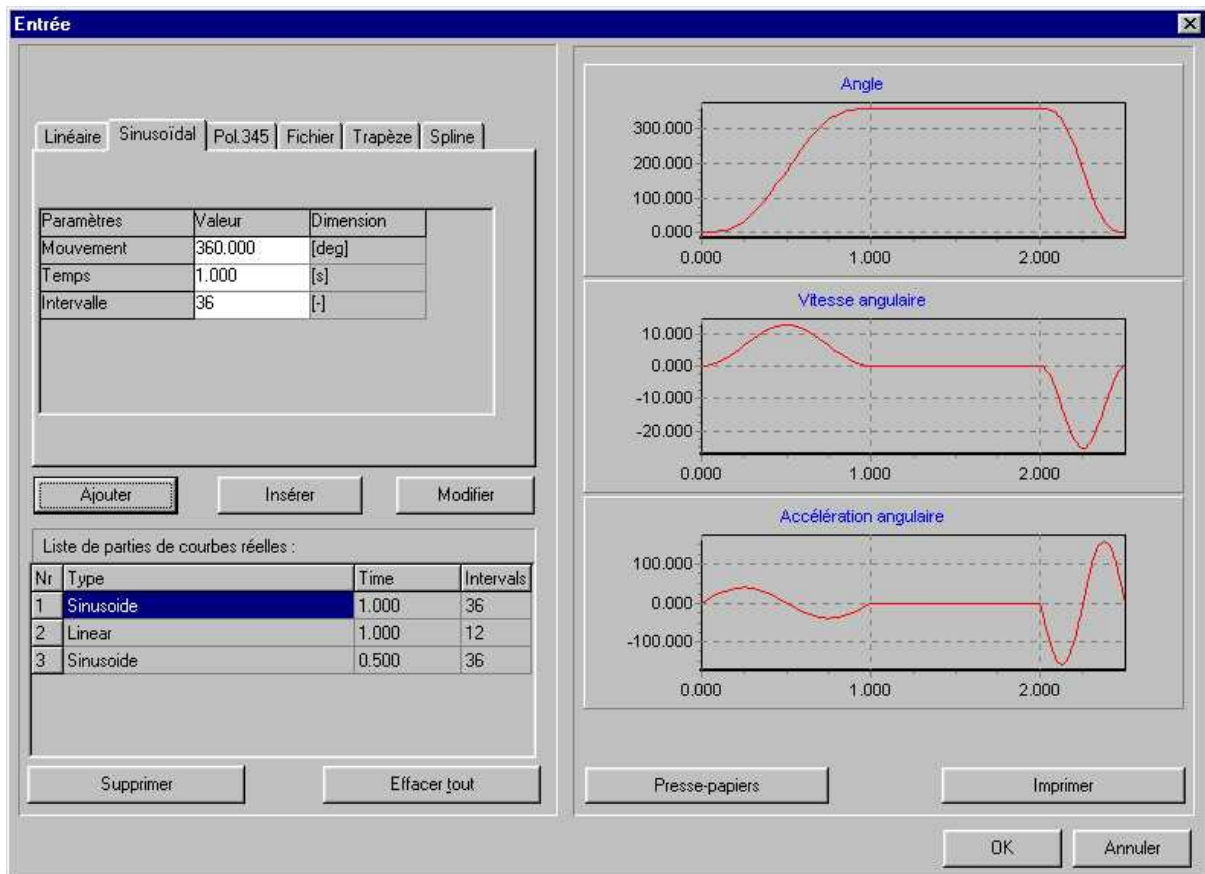 Entrée
Linéaire Sinusoïdal Pol.345 Fichier Trapèze Spline
Paramètres Valeur Dimension
Mouvement 360.000 [deg]
Temps 1.000 [s]
Intervalle 36 [-]
Ajouter Insérer Modifier
Liste de parties de courbes réelles :
Nr Type Time Intervals
1 Sinusoide 1.000 36
2 Linear 1.000 12
3 Sinusoide 0.500 36
Supprimer Effacer tout
Angle
300.000
200.000
100.000
0.000
0.000 1.000 2.000
Vitesse angulaire
10.000
0.000
-10.000
-20.000
0.000 1.000 2.000
Accélération angulaire
100.000
0.000
-100.000
0.000 1.000 2.000
Presse-papiers Imprimer
OK Annuler